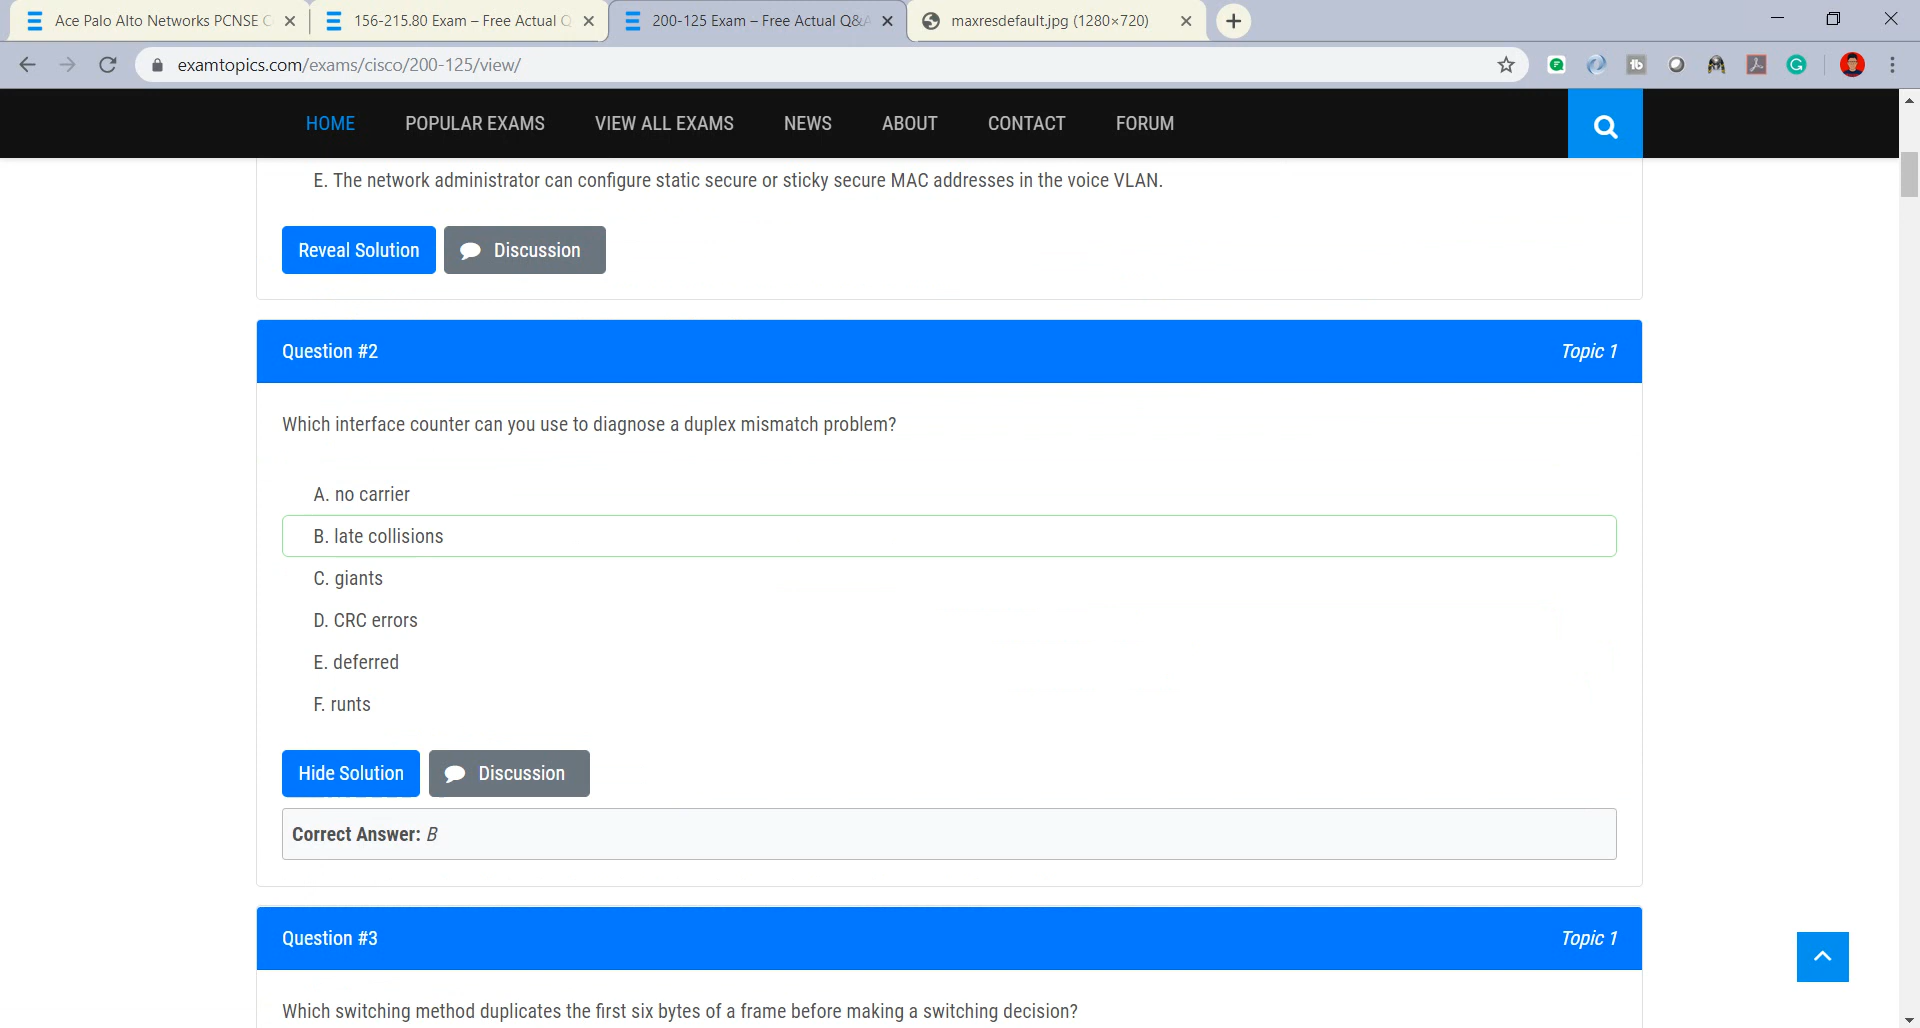 Ace Palo Alto Networks PCNSE C
156-215.80 Exam – Free Actual Q
200-125 Exam – Free Actual Q&A
maxresdefault.jpg (1280×720)
examtopics.com/exams/cisco/200-125/view/
HOME POPULAR EXAMS VIEW ALL EXAMS NEWS ABOUT CONTACT FORUM
E. The network administrator can configure static secure or sticky secure MAC addresses in the voice VLAN.
Reveal Solution Discussion
Question #2 Topic 1
Which interface counter can you use to diagnose a duplex mismatch problem?
A. no carrier
B. late collisions
C. giants
D. CRC errors
E. deferred
F. runts
Hide Solution Discussion
Correct Answer: B
Question #3 Topic 1
Which switching method duplicates the first six bytes of a frame before making a switching decision?